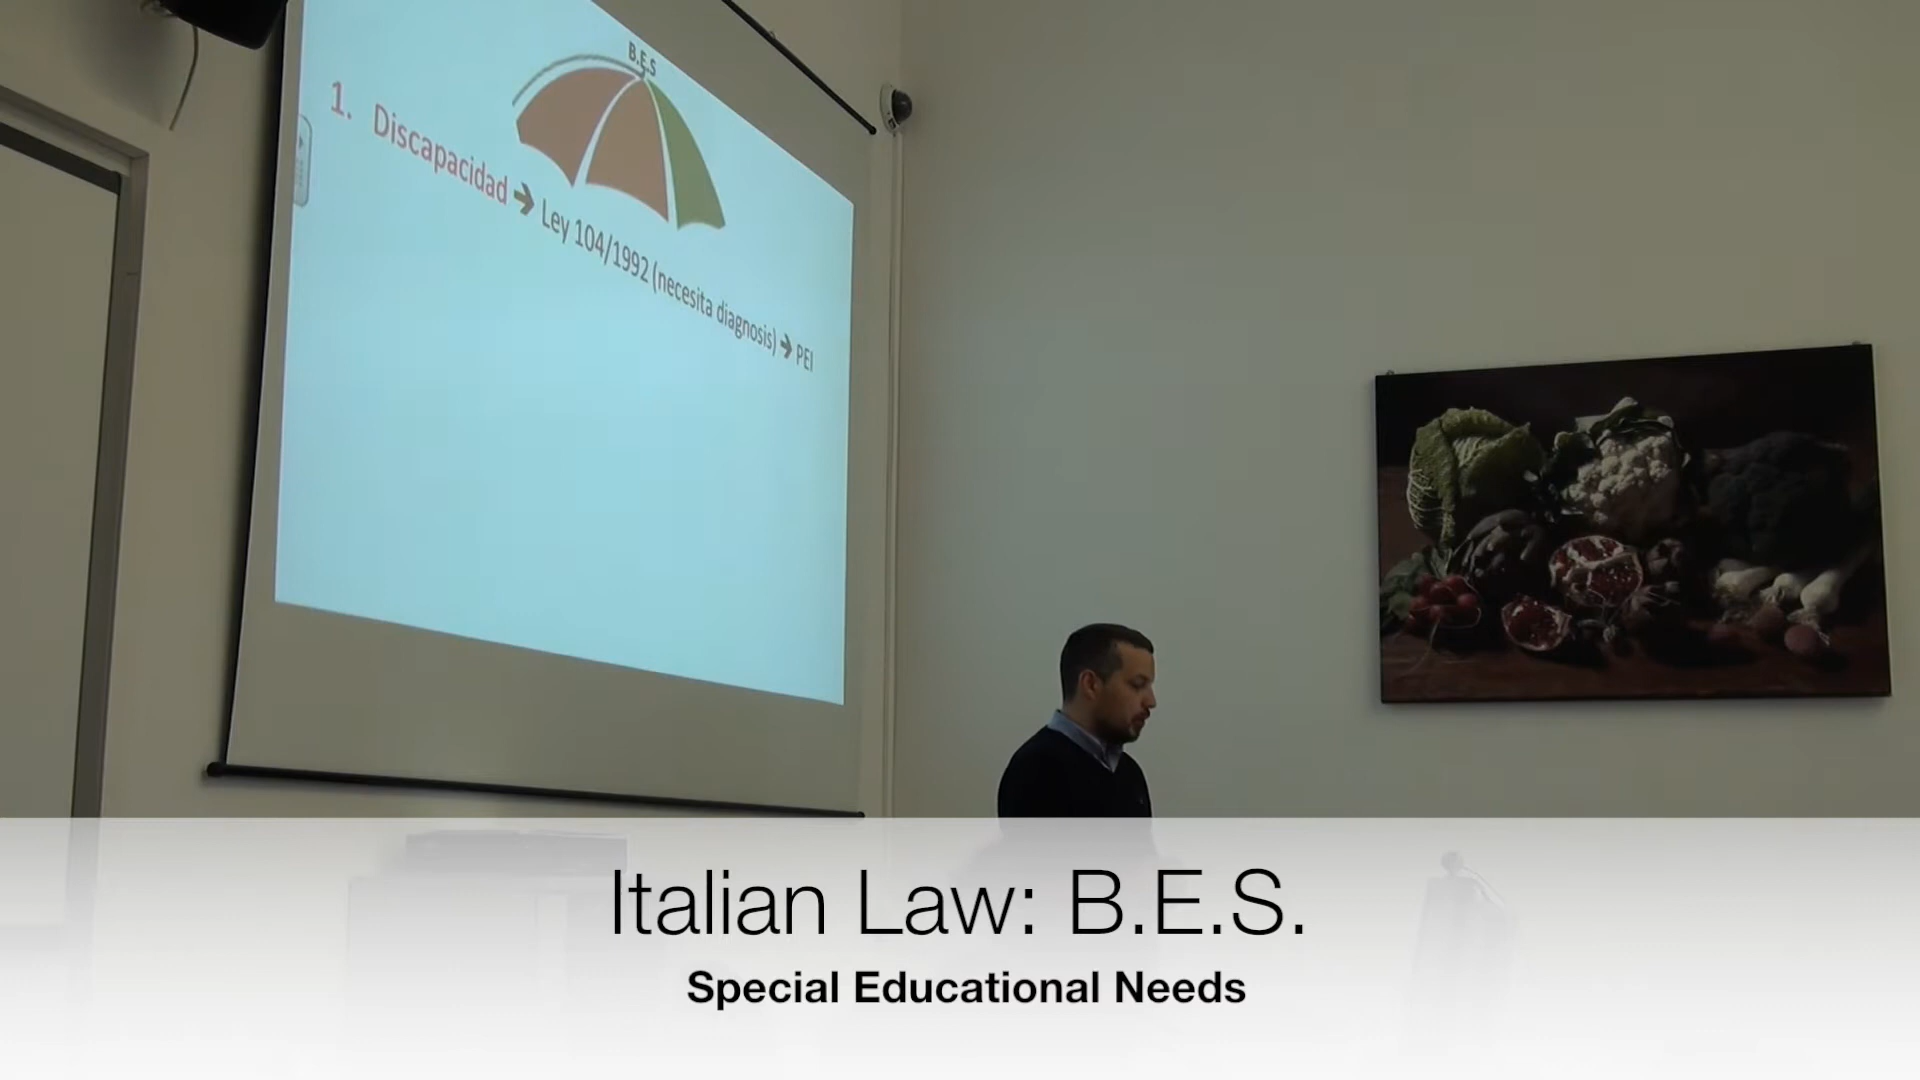 B.E.S
1. Discapacidad ➔ Ley 104/1992 (necesita diagnosis) ➔ PEI
Italian Law: B.E.S.
Special Educational Needs